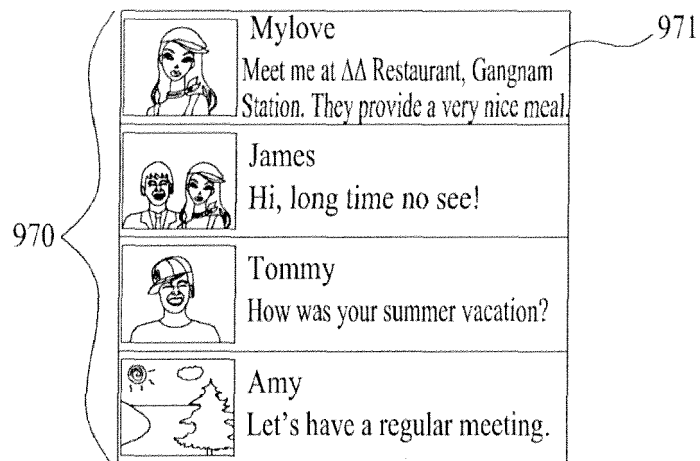 Mylove
971
Meet me at ΔΔ Restaurant, Gangnam
Station. They provide a very nice meal.
James
Hi, long time no see!
970
Tommy
How was your summer vacation?
Amy
Let's have a regular meeting.